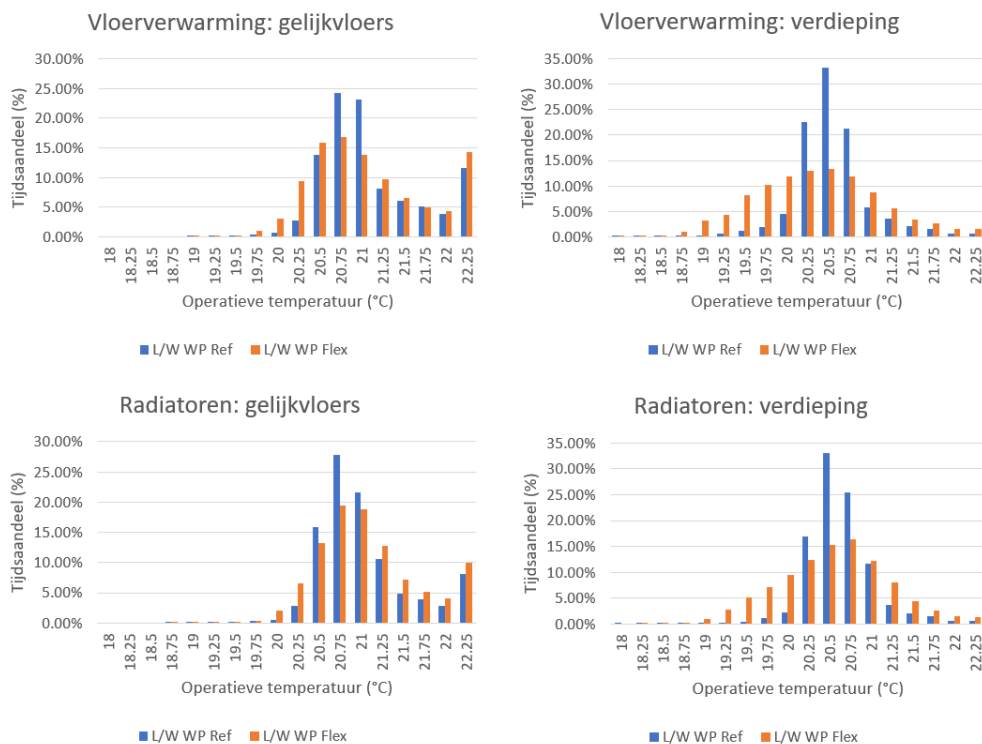 Vloerverwarming: gelijkvloers
30.00%
25.00%
20.00%
15.00%
10.00%
5.00%
0.00%
Tijdsaandeel (%)
18 18.25 18.5 18.75 19 19.25 19.5 19.75 20 20.25 20.5 20.75 21 21.25 21.5 21.75 22 22.25
Operatieve temperatuur (°C)
L/W WP Ref L/W WP Flex
Vloerverwarming: verdieping
35.00%
30.00%
25.00%
20.00%
15.00%
10.00%
5.00%
0.00%
Tijdsaandeel (%)
18 18.25 18.5 18.75 19 19.25 19.5 19.75 20 20.25 20.5 20.75 21 21.25 21.5 21.75 22 22.25
Operatieve temperatuur (°C)
L/W WP Ref L/W WP Flex
Radiatoren: gelijkvloers
30.00%
25.00%
20.00%
15.00%
10.00%
5.00%
0.00%
Tijdsaandeel (%)
18 18.25 18.5 18.75 19 19.25 19.5 19.75 20 20.25 20.5 20.75 21 21.25 21.5 21.75 22 22.25
Operatieve temperatuur (°C)
L/W WP Ref L/W WP Flex
Radiatoren: verdieping
35.00%
30.00%
25.00%
20.00%
15.00%
10.00%
5.00%
0.00%
Tijdsaandeel (%)
18 18.25 18.5 18.75 19 19.25 19.5 19.75 20 20.25 20.5 20.75 21 21.25 21.5 21.75 22 22.25
Operatieve temperatuur (°C)
L/W WP Ref L/W WP Flex